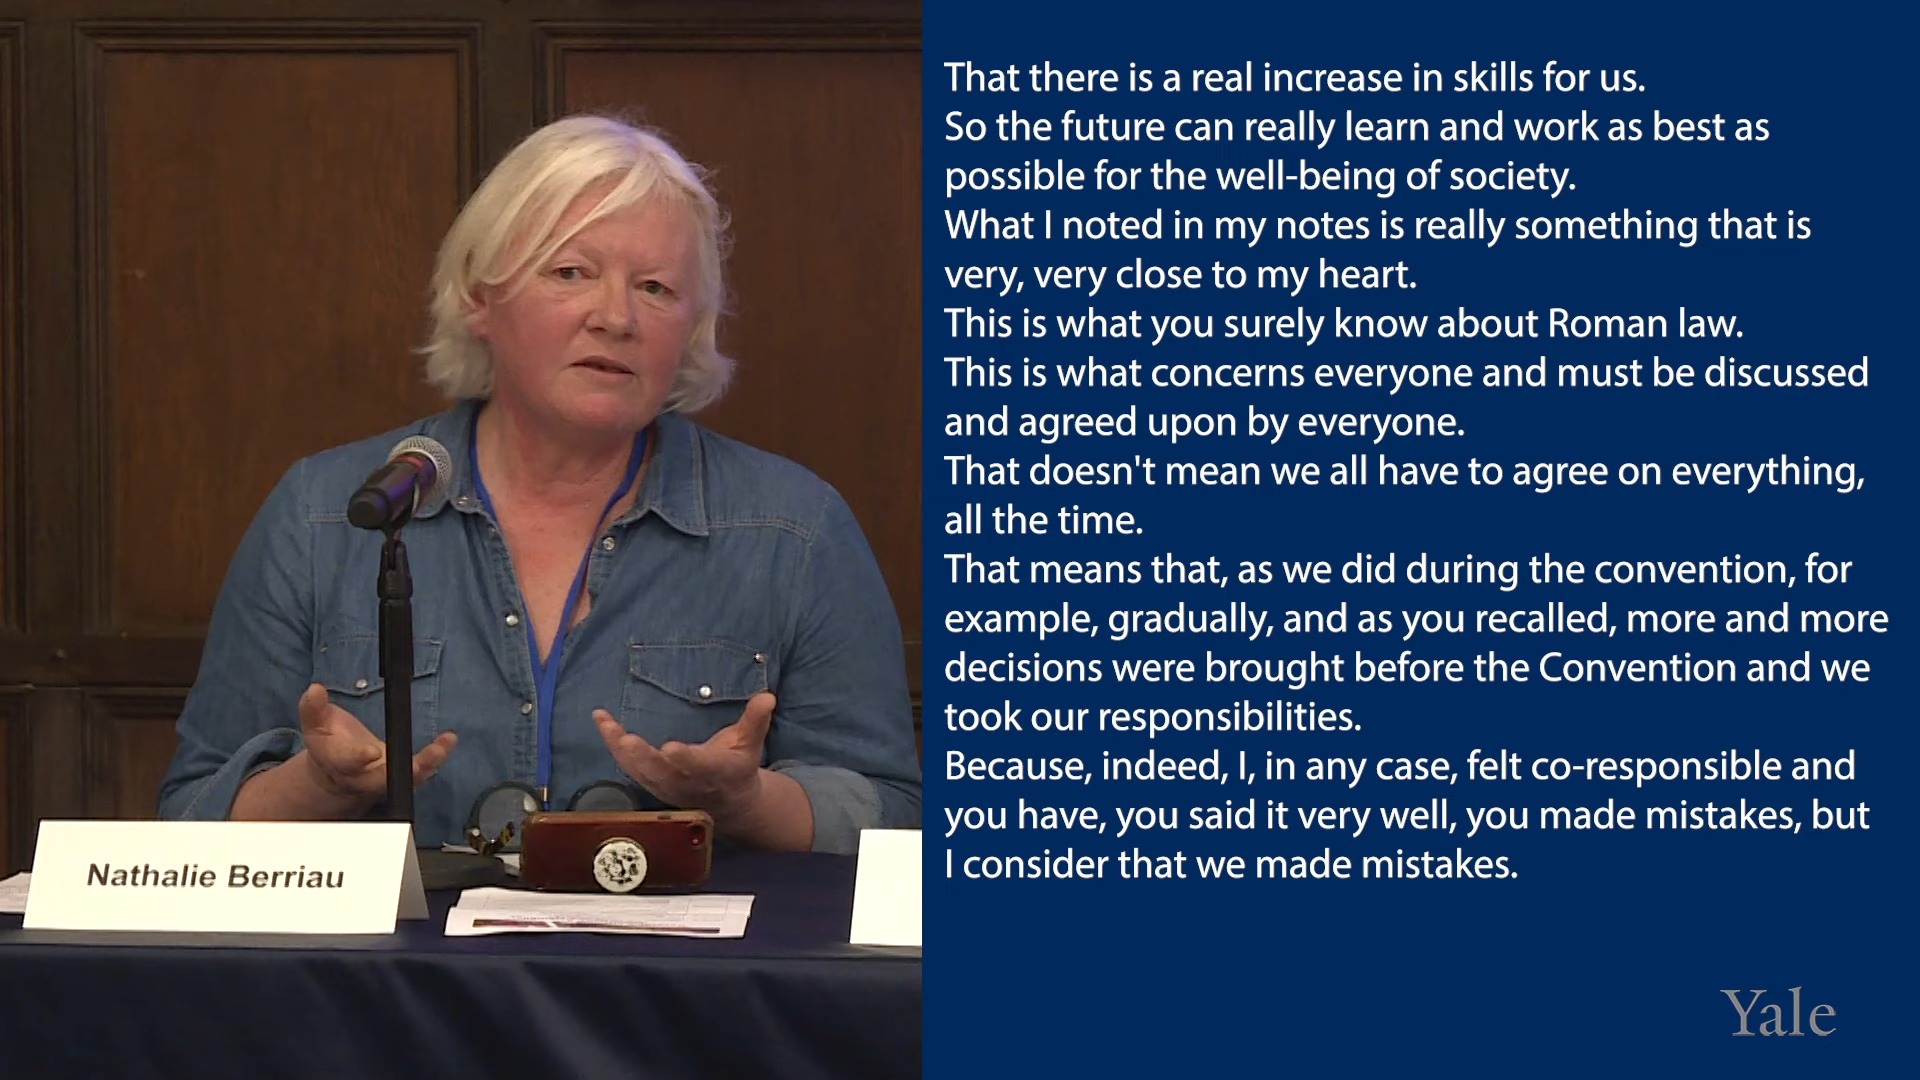 That there is a real increase in skills for us.
So the future can really learn and work as best as
possible for the well-being of society.
What I noted in my notes is really something that is
very, very close to my heart.
This is what you surely know about Roman law.
This is what concerns everyone and must be discussed
and agreed upon by everyone.
That doesn't mean we all have to agree on everything,
all the time.
That means that, as we did during the convention, for
example, gradually, and as you recalled, more and more
decisions were brought before the Convention and we
took our responsibilities.
Because, indeed, I, in any case, felt co-responsible and
you have, you said it very well, you made mistakes, but
I consider that we made mistakes.
Nathalie Berriau
Yale